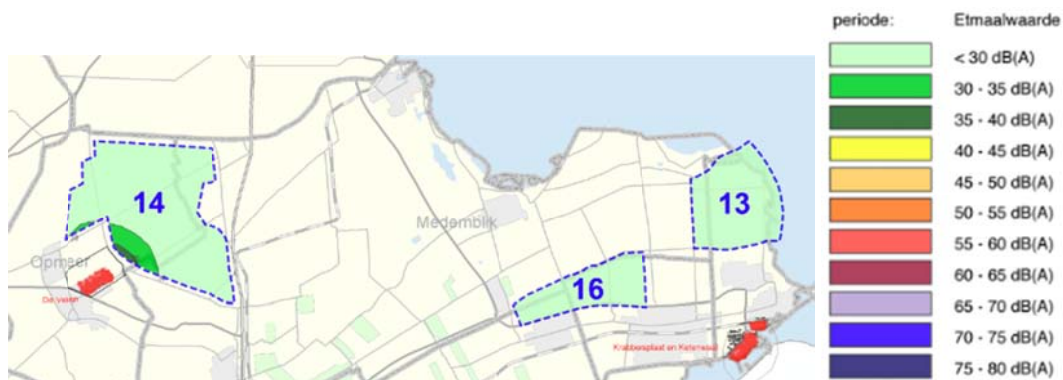 periode: Etmaalwaarde
< 30 dB(A)
30 - 35 dB(A)
35 - 40 dB(A)
40 - 45 dB(A)
45 - 50 dB(A)
50 - 55 dB(A)
55 - 60 dB(A)
60 - 65 dB(A)
65 - 70 dB(A)
70 - 75 dB(A)
75 - 80 dB(A)
14
13
Medemblik
Opmeer
16
De Veken
Krabbersplaat en Ketenwald